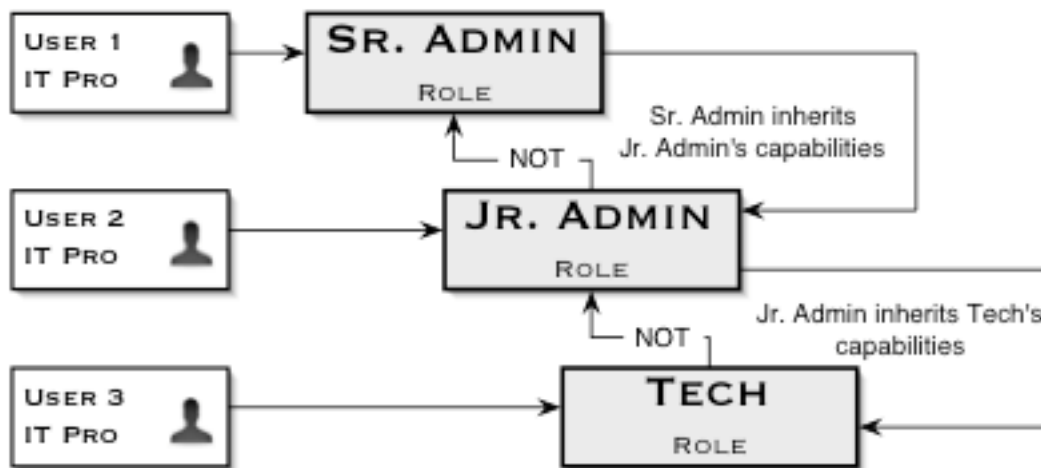 User 1
IT Pro
Sr. Admin
Role
Sr. Admin inherits
Jr. Admin's capabilities
NOT
User 2
IT Pro
Jr. Admin
Role
Jr. Admin inherits Tech's
capabilities
NOT
User 3
IT Pro
Tech
Role